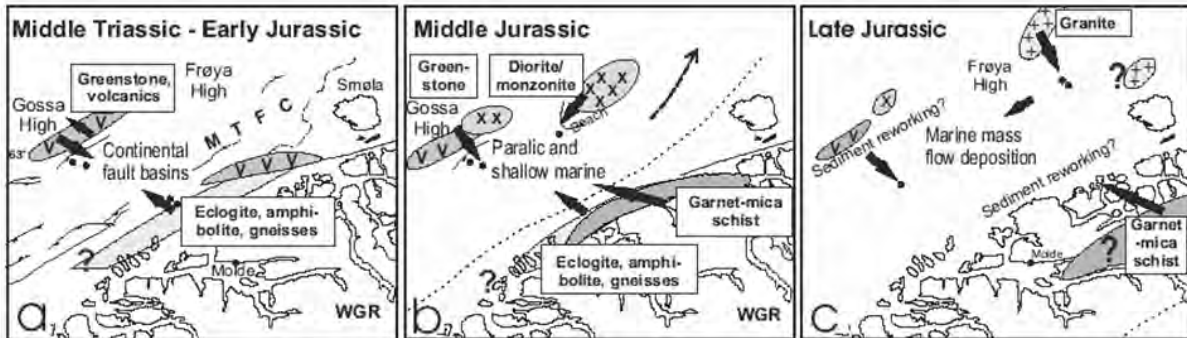 Middle Triassic - Early Jurassic
Greenstone,
volcanics
Frøya
High
Smøla
Gossa
High
V
63°
V
M T F C
Continental
fault basins
V V V
Eclogite, amphi-
bolite, gneisses
?
Molde
a
WGR
Middle Jurassic
Green-
stone
Diorite/
monzonite
x x
x x
Gossa
High
x x
Beach
V
V
Paralic and
shallow marine
Garnet-mica
schist
Eclogite, amphi-
bolite, gneisses
?
b
WGR
Late Jurassic
Granite
+ +
+ +
+
Frøya
High
?
+ +
+
x
V
V
Sediment reworking?
Marine mass
flow deposition
Sediment reworking?
Garnet
-mica
schist
Molde
?
c